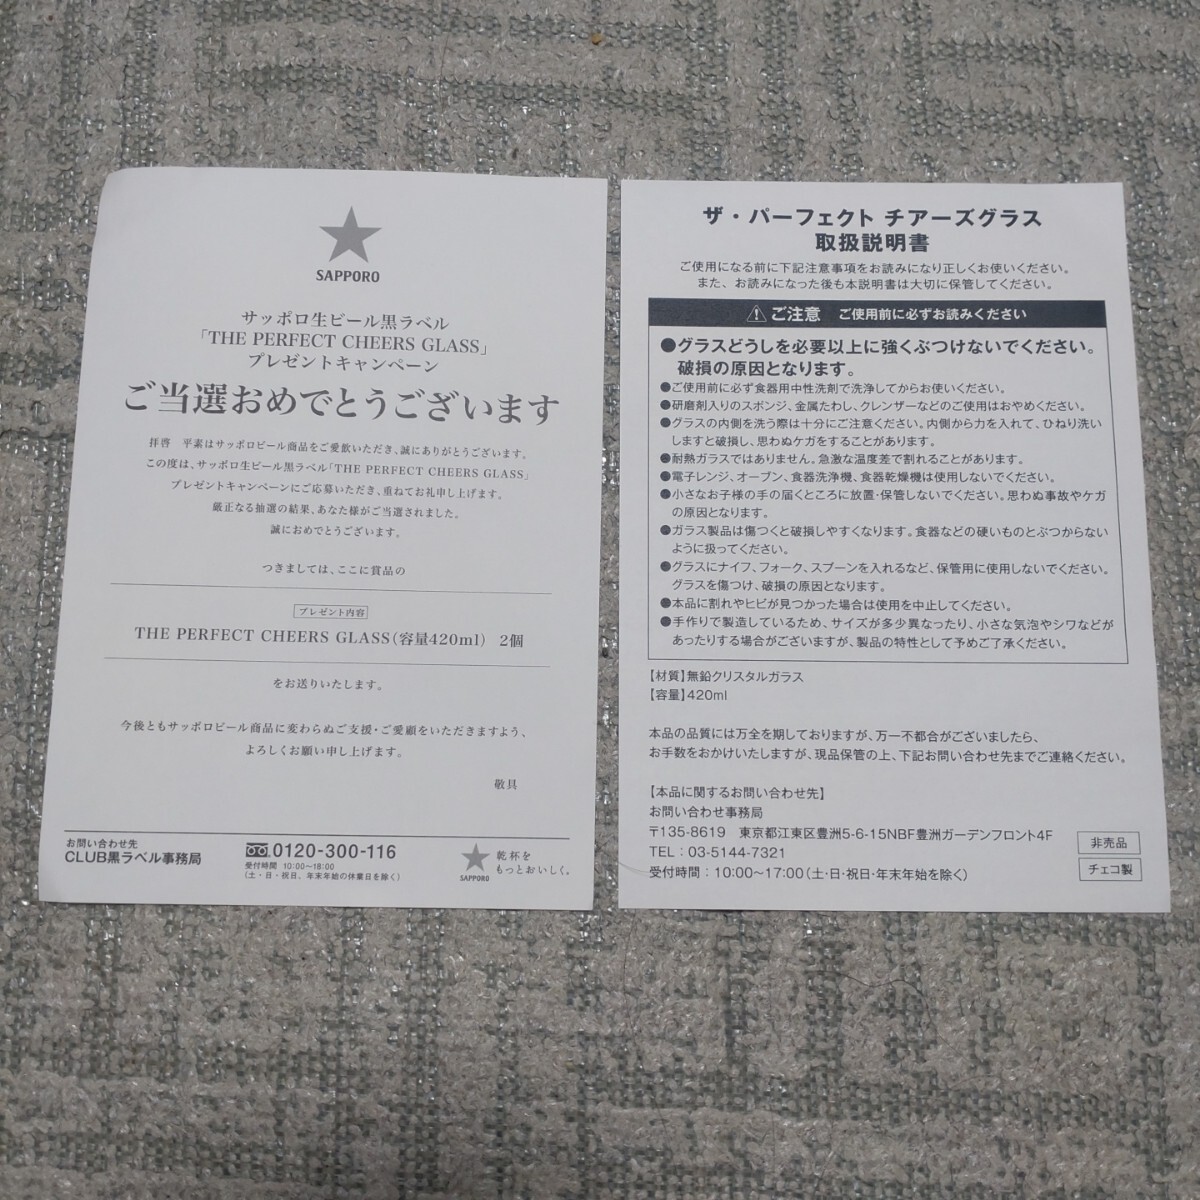 SAPPORO
サッポロ生ビール黒ラベル
「THE PERFECT CHEERS GLASS」
プレゼントキャンペーン
ご当選おめでとうございます
拝啓　平素はサッポロビール商品をご愛飲いただき、誠にありがとうございます。
この度は、サッポロ生ビール黒ラベル「THE PERFECT CHEERS GLASS」
プレゼントキャンペーンにご応募いただき、重ねてお礼申し上げます。
厳正なる抽選の結果、あなた様がご当選されました。
誠におめでとうございます。
つきましては、ここに賞品の
プレゼント内容
THE PERFECT CHEERS GLASS（容量420ml） 2個
をお送りいたします。
今後ともサッポロビール商品に変わらぬご支援・ご愛顧をいただきますよう、
よろしくお願い申し上げます。
敬具
お問い合わせ先
CLUB黒ラベル事務局
0120-300-116
受付時間 10:00〜18:00
（土・日・祝日、年末年始の休業日を除く）
SAPPORO
乾杯を
もっとおいしく。
ザ・パーフェクト チアーズグラス
取扱説明書
ご使用になる前に下記注意事項をお読みになり正しくお使いください。
また、お読みになった後も本説明書は大切に保管してください。
ご注意 ご使用前に必ずお読みください
●グラスどうしを必要以上に強くぶつけないでください。
破損の原因となります。
●ご使用前に必ず食器用中性洗剤で洗浄してからお使いください。
●研磨剤入りのスポンジ、金属たわし、クレンザーなどのご使用はおやめください。
●グラスの内側を洗う際は十分にご注意ください。内側から力を入れて、ひねり洗い
しますと破損し、思わぬケガをすることがあります。
●耐熱ガラスではありません。急激な温度差で割れることがあります。
●電子レンジ、オーブン、食器洗浄機、食器乾燥機は使用しないでください。
●小さなお子様の手の届くところに放置・保管しないでください。思わぬ事故やケガ
の原因となります。
●ガラス製品は傷つくと破損しやすくなります。食器などの硬いものとぶつからない
ように扱ってください。
●グラスにナイフ、フォーク、スプーンを入れるなど、保管用に使用しないでください。
グラスを傷つけ、破損の原因となります。
●本品に割れやヒビが見つかった場合は使用を中止してください。
●手作りで製造しているため、サイズが多少異なったり、小さな気泡やシワなどが
あったりする場合がございますが、製品の特性として予めご了承ください。
【材質】無鉛クリスタルガラス
【容量】420ml
本品の品質には万全を期しておりますが、万一不都合がございましたら、
お手数をおかけいたしますが、現品保管の上、下記お問い合わせ先までご連絡ください。
【本品に関するお問い合わせ先】
お問い合わせ事務局
〒135-8619 東京都江東区豊洲5-6-15NBF豊洲ガーデンフロント4F
TEL：03-5144-7321
受付時間：10:00〜17:00（土・日・祝日・年末年始を除く）
非売品
チェコ製